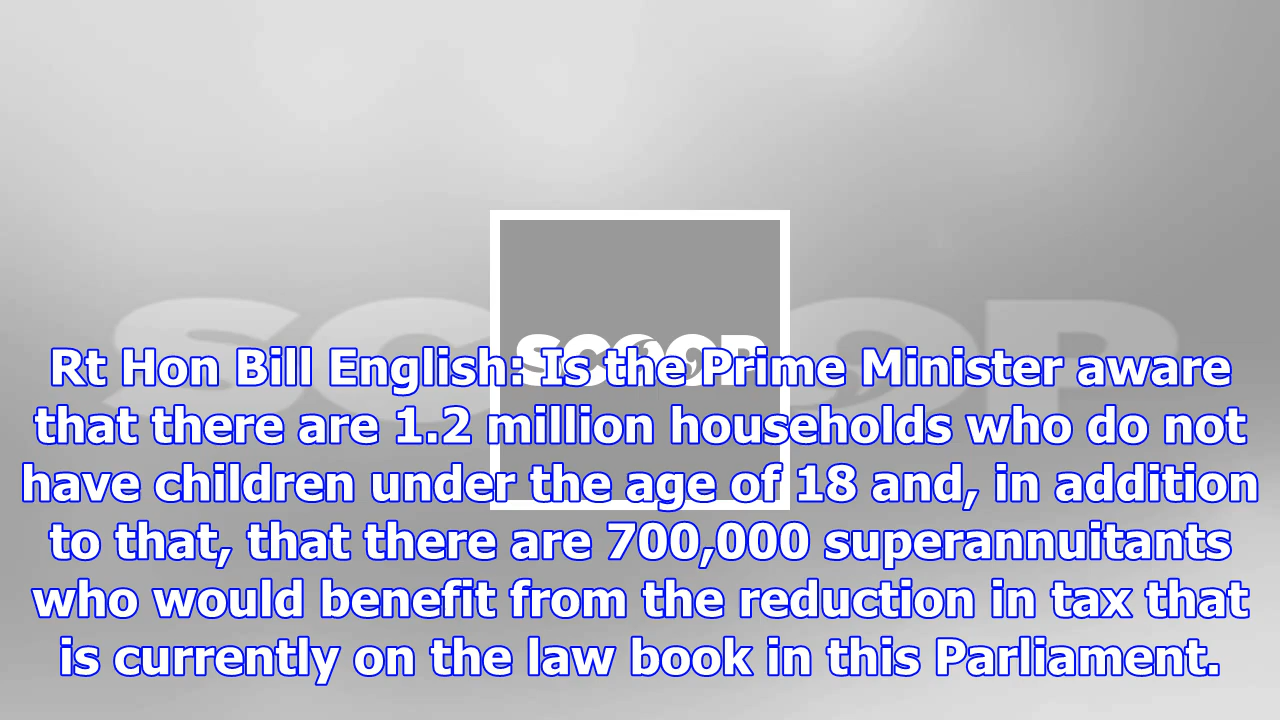 SCOOP
SCOOP
Rt Hon Bill English: Is the Prime Minister aware
that there are 1.2 million households who do not
have children under the age of 18 and, in addition
to that, that there are 700,000 superannuitants
who would benefit from the reduction in tax that
is currently on the law book in this Parliament.